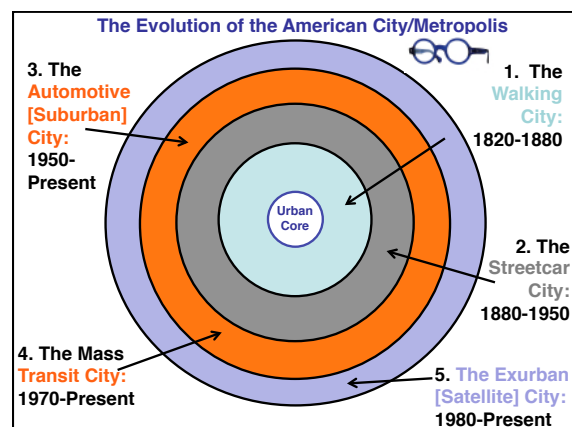 The Evolution of the American City/Metropolis
3. The
Automotive
[Suburban]
City:
1950-
Present
1. The
Walking
City:
1820-1880
Urban
Core
2. The
Streetcar
City:
1880-1950
4. The Mass
Transit City:
1970-Present
5. The Exurban
[Satellite] City:
1980-Present